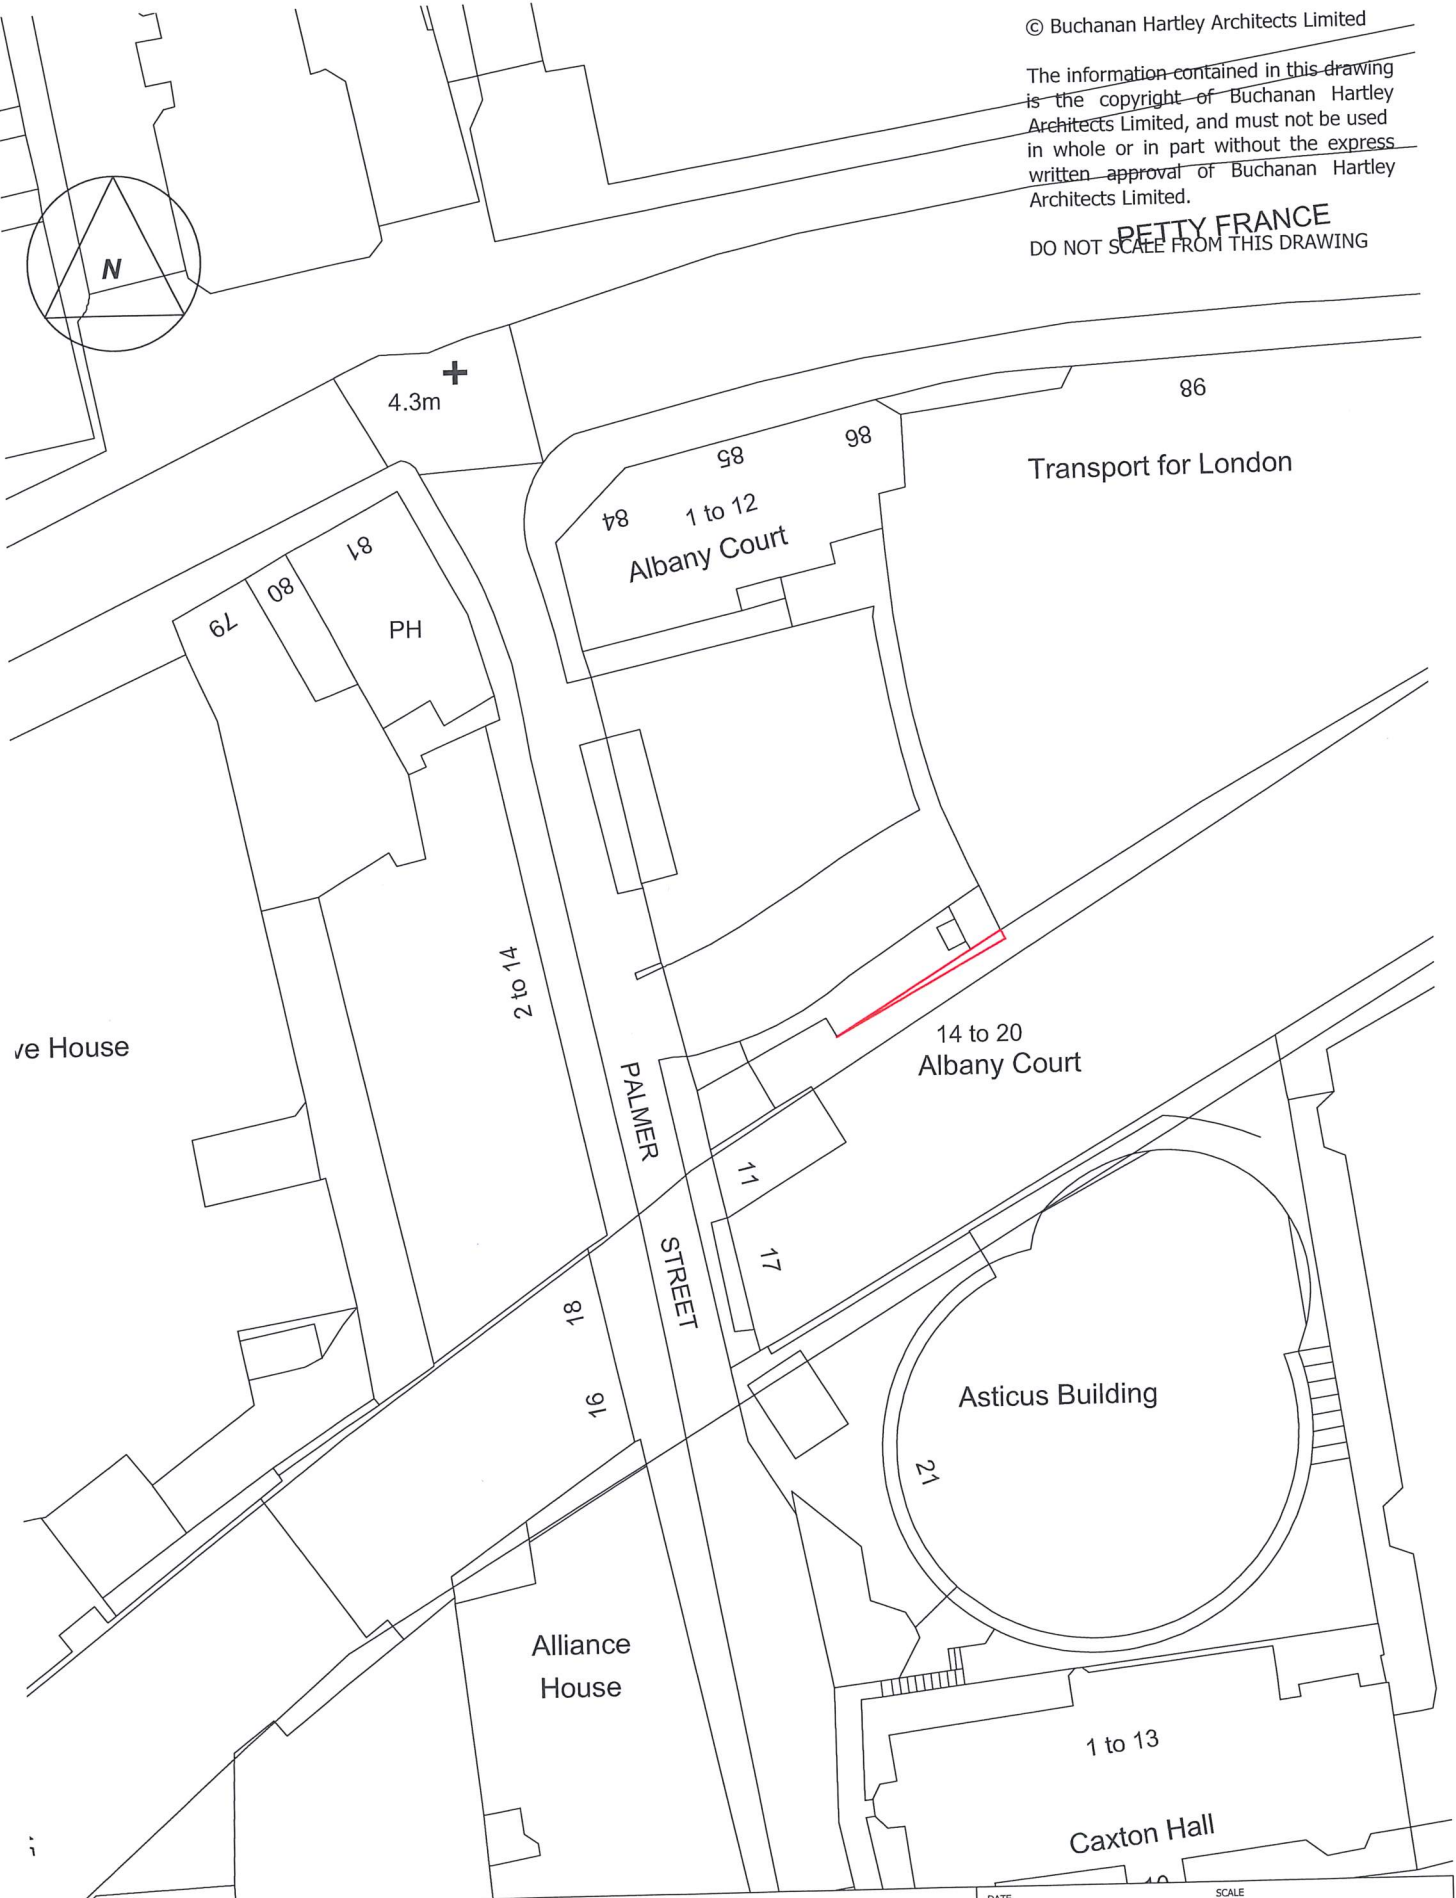 © Buchanan Hartley Architects Limited
The information contained in this drawing
is the copyright of Buchanan Hartley
Architects Limited, and must not be used
in whole or in part without the express
written approval of Buchanan Hartley
Architects Limited.
PETTY FRANCE
DO NOT SCALE FROM THIS DRAWING
N
4.3m
86
98
85
84
1 to 12
Albany Court
Transport for London
81
80
79
PH
2 to 14
ve House
14 to 20
Albany Court
PALMER
STREET
11
17
18
16
Asticus Building
21
Alliance
House
1 to 13
Caxton Hall
10
DATE
SCALE